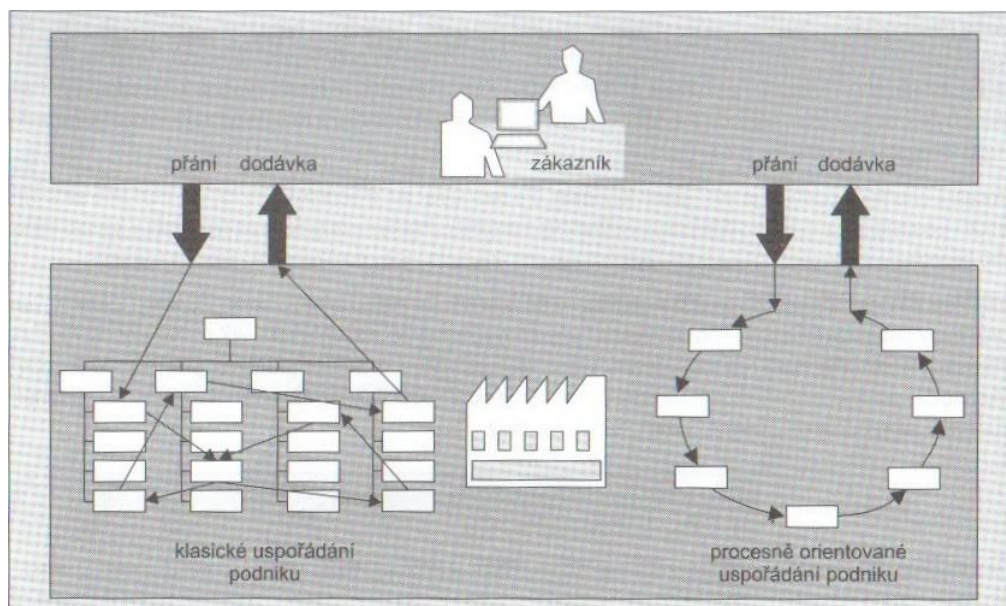 zákazník
přání dodávka
přání dodávka
klasické uspořádání
podniku
procesně orientované
uspořádání podniku